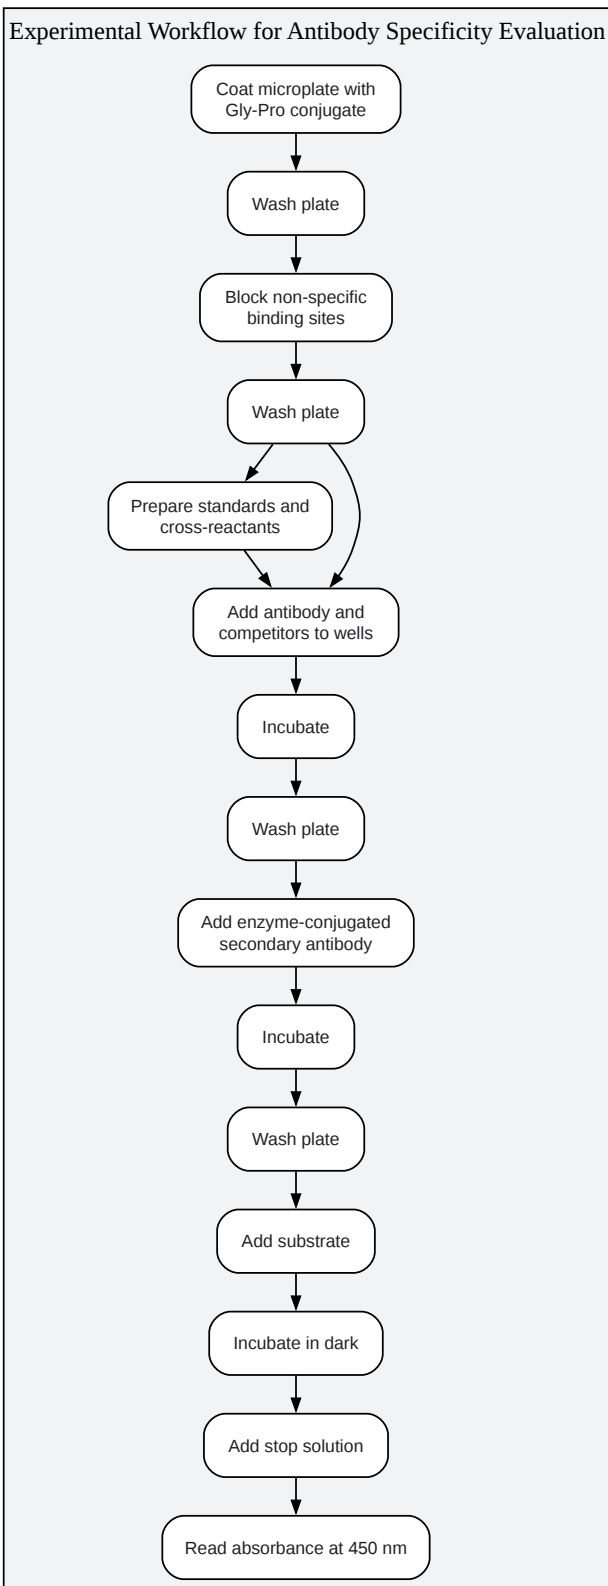 Experimental Workflow for Antibody Specificity Evaluation
Coat microplate with
Gly-Pro conjugate
Wash plate
Block non-specific
binding sites
Wash plate
Prepare standards and
cross-reactants
Add antibody and
competitors to wells
Incubate
Wash plate
Add enzyme-conjugated
secondary antibody
Incubate
Wash plate
Add substrate
Incubate in dark
Add stop solution
Read absorbance at 450 nm